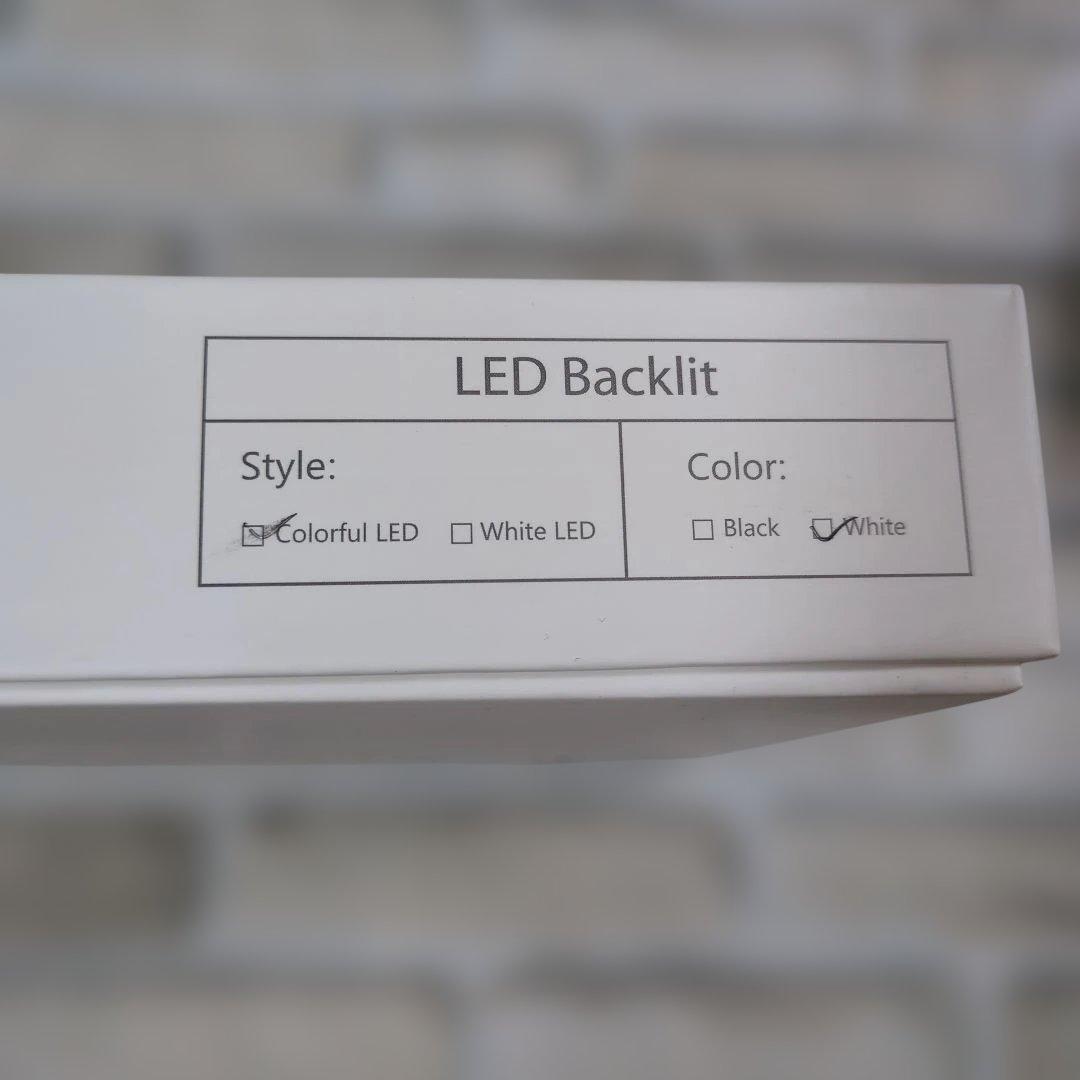 LED Backlit
Style:
☑ Colorful LED ☐ White LED
Color:
☐ Black ☑ White